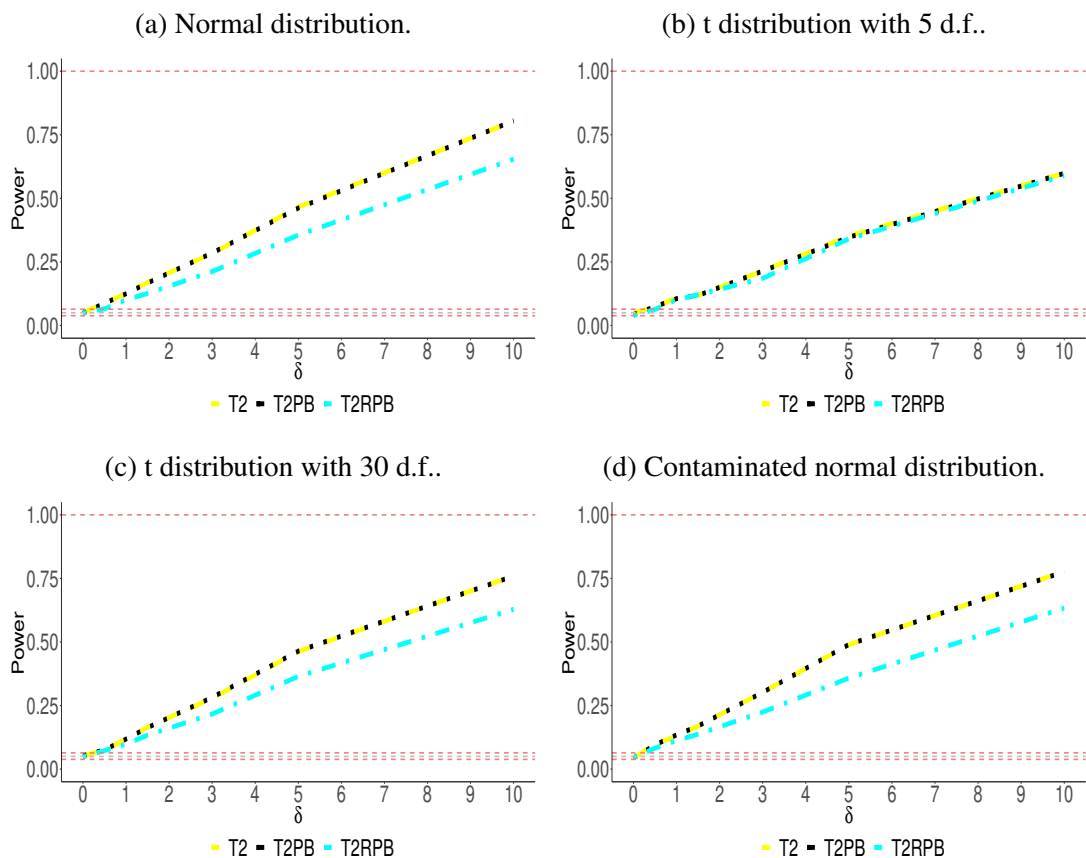 (a) Normal distribution.
1.00
0.75
0.50
0.25
0.00
Power
0 1 2 3 4 5 6 7 8 9 10
δ
T2 T2PB T2RPB
(b) t distribution with 5 d.f..
1.00
0.75
0.50
0.25
0.00
Power
0 1 2 3 4 5 6 7 8 9 10
δ
T2 T2PB T2RPB
(c) t distribution with 30 d.f..
1.00
0.75
0.50
0.25
0.00
Power
0 1 2 3 4 5 6 7 8 9 10
δ
T2 T2PB T2RPB
(d) Contaminated normal distribution.
1.00
0.75
0.50
0.25
0.00
Power
0 1 2 3 4 5 6 7 8 9 10
δ
T2 T2PB T2RPB